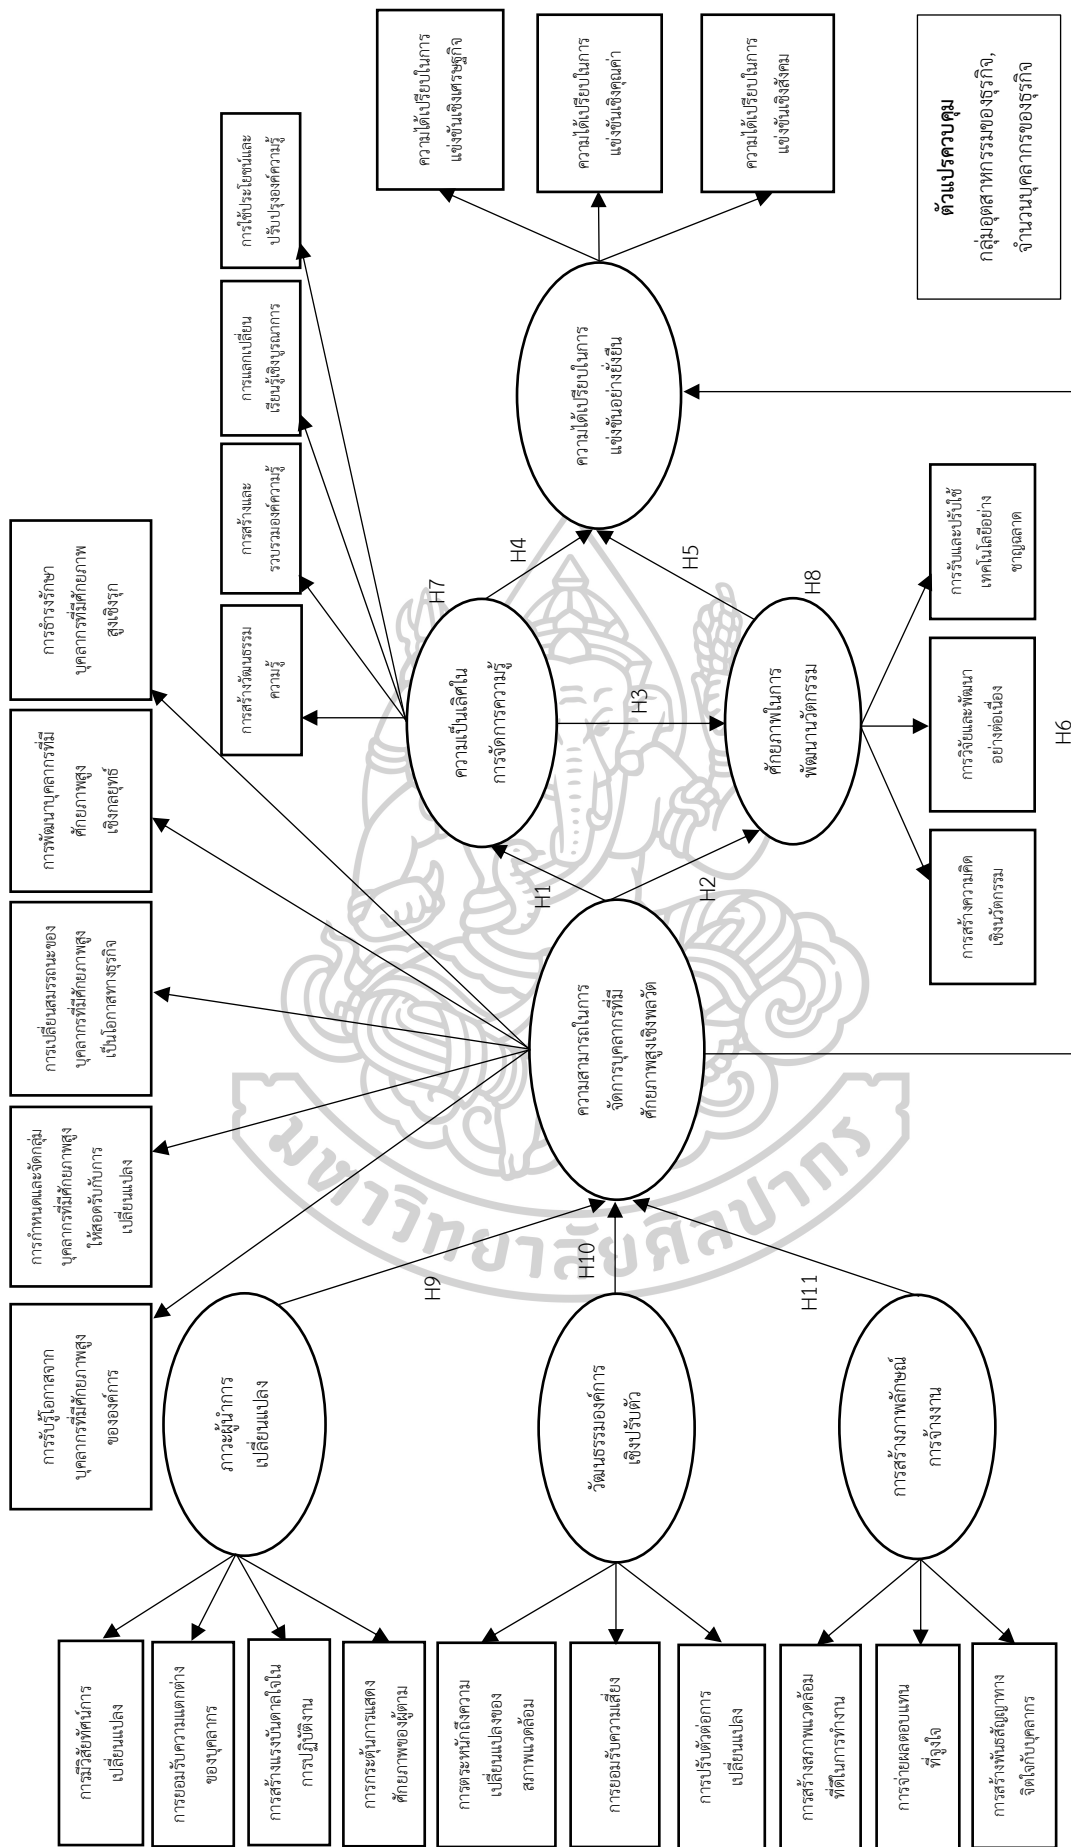 การมีวิสัยทัศน์การ
เปลี่ยนแปลง
การยอมรับความแตกต่าง
ของบุคลากร
การสร้างแรงบันดาลใจใน
การปฏิบัติงาน
การกระตุ้นการแสดง
ศักยภาพของผู้ตาม
การตระหนักถึงความ
เปลี่ยนแปลงของ
สภาพแวดล้อม
การยอมรับความเสี่ยง
การปรับตัวต่อการ
เปลี่ยนแปลง
การสร้างสภาพแวดล้อม
ที่ดีในการทำงาน
การจ่ายผลตอบแทน
ที่จูงใจ
การสร้างพันธสัญญาทาง
จิตใจกับบุคลากร
ภาวะผู้นำการ
เปลี่ยนแปลง
วัฒนธรรมองค์การ
เชิงปรับตัว
การสร้างภาพลักษณ์
การจ้างงาน
H9
H10
H11
การรับรู้โอกาสจาก
บุคลากรที่มีศักยภาพสูง
ขององค์การ
การกำหนดและจัดกลุ่ม
บุคลากรที่มีศักยภาพสูง
ให้สอดรับกับการ
เปลี่ยนแปลง
การเปลี่ยนสมรรถนะของ
บุคลากรที่มีศักยภาพสูง
เป็นโอกาสทางธุรกิจ
การพัฒนาบุคลากรที่มี
ศักยภาพสูง
เชิงกลยุทธ์
การธำรงรักษา
บุคลากรที่มีศักยภาพ
สูงเชิงรุก
ความสามารถในการ
จัดการบุคลากรที่มี
ศักยภาพสูงเชิงพลวัต
H1
H2
H3
H4
H5
H6
H7
H8
ความเป็นเลิศใน
การจัดการความรู้
ศักยภาพในการ
พัฒนานวัตกรรม
การสร้างวัฒนธรรม
ความรู้
การสร้างและ
รวบรวมองค์ความรู้
การแลกเปลี่ยน
เรียนรู้เชิงบูรณาการ
การใช้ประโยชน์และ
ปรับปรุงองค์ความรู้
การสร้างความคิด
เชิงนวัตกรรม
การวิจัยและพัฒนา
อย่างต่อเนื่อง
การรับและปรับใช้
เทคโนโลยีอย่าง
ชาญฉลาด
ความได้เปรียบในการ
แข่งขันอย่างยั่งยืน
ความได้เปรียบในการ
แข่งขันเชิงเศรษฐกิจ
ความได้เปรียบในการ
แข่งขันเชิงคุณค่า
ความได้เปรียบในการ
แข่งขันเชิงสังคม
ตัวแปรควบคุม
กลุ่มอุตสาหกรรมของธุรกิจ,
จำนวนบุคลากรของธุรกิจ
มหาวิทยาลัยศิลปากร